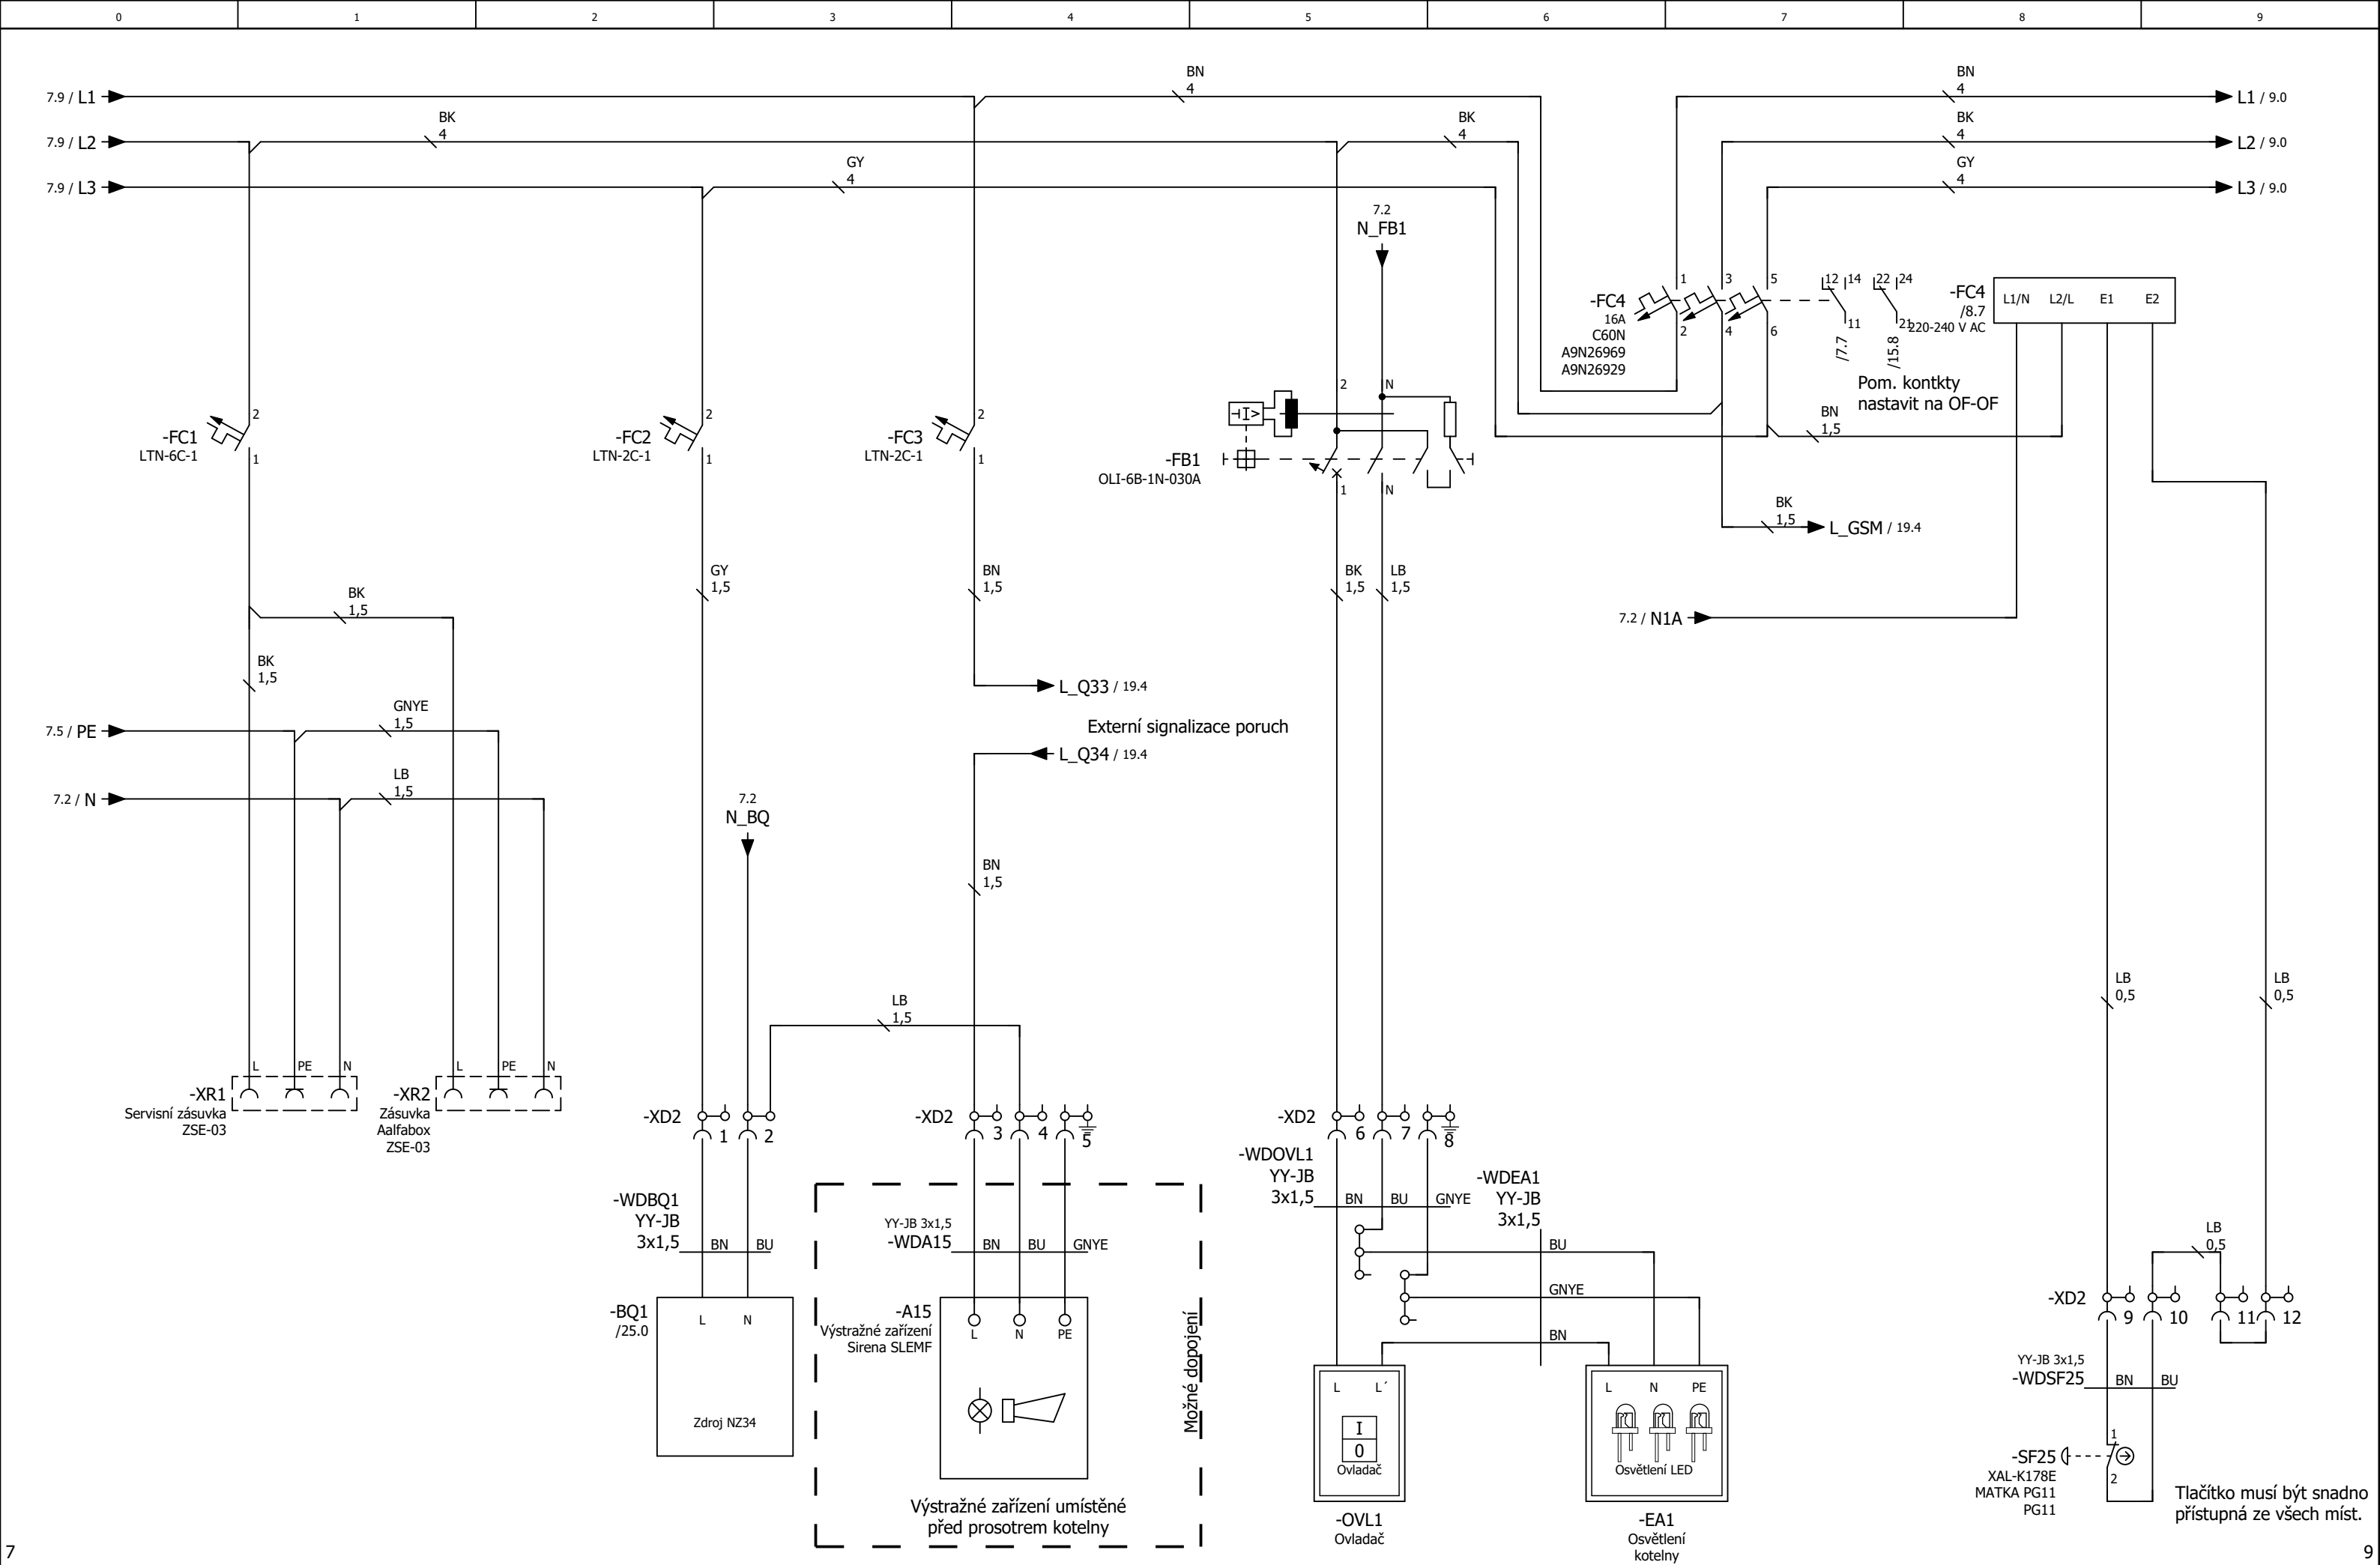 0 1 2 3 4 5 6 7 8 9
7.9 / L1
BN
4
BN
4
L1 / 9.0
7.9 / L2
BK
4
BK
4
BK
4
L2 / 9.0
7.9 / L3
GY
4
GY
4
L3 / 9.0
7.2
N_FB1
-FC4
16A
C60N
A9N26969
A9N26929
1 3 5
2 4 6
12 14
11
/7.7
22 24
21
/15.8
Pom. kontkty
nastavit na OF-OF
-FC4
/8.7
220-240 V AC
L1/N L2/L E1 E2
-FC1
LTN-6C-1
2
1
-FC2
LTN-2C-1
2
1
-FC3
LTN-2C-1
2
1
-FB1
OLI-6B-1N-030A
I>
2 N
1 N
BN
1,5
BK
1,5
L_GSM / 19.4
GY
1,5
BN
1,5
BK
1,5
LB
1,5
BK
1,5
7.2 / N1A
BK
1,5
L_Q33 / 19.4
Externí signalizace poruch
L_Q34 / 19.4
7.5 / PE
GNYE
1,5
7.2 / N
LB
1,5
7.2
N_BQ
BN
1,5
LB
1,5
LB
0,5
LB
0,5
-XR1
Servisní zásuvka
ZSE-03
L PE N
-XR2
Zásuvka
Aalfabox
ZSE-03
L PE N
-XD2
1 2
-XD2
3 4 5
-XD2
6 7 8
-WDBQ1
YY-JB
3x1,5
BN BU
YY-JB 3x1,5
-WDA15
BN BU GNYE
-WDOVL1
YY-JB
3x1,5
BN BU GNYE
-WDEA1
YY-JB
3x1,5
BU
GNYE
BN
LB
0,5
-XD2
9 10 11 12
-BQ1
/25.0
L N
Zdroj NZ34
-A15
Výstražné zařízení
Sirena SLEMF
L N PE
Možné dopojení
Výstražné zařízení umístěné
před prosotrem kotelny
L L´
I
0
Ovladač
-OVL1
Ovladač
L N PE
Osvětlení LED
-EA1
Osvětlení
kotelny
YY-JB 3x1,5
-WDSF25
BN BU
-SF25
XAL-K178E
MATKA PG11
PG11
1
2
Tlačítko musí být snadno
přístupná ze všech míst.
7
9